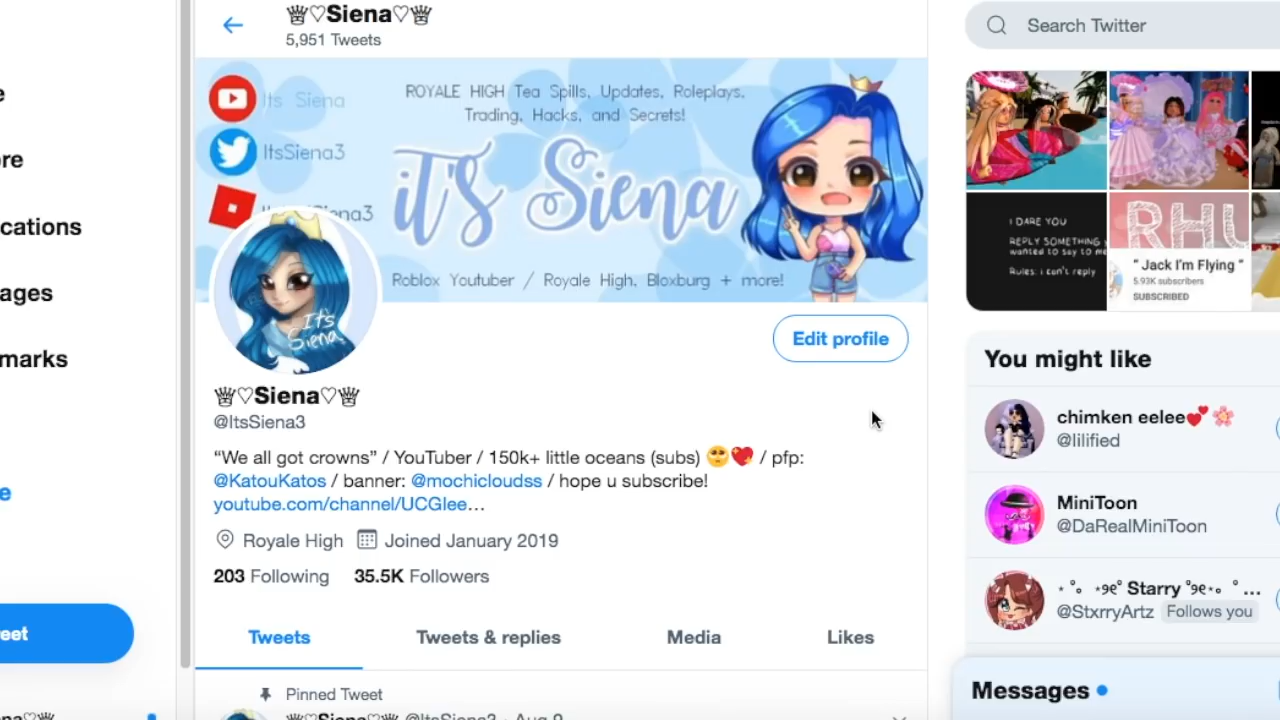 ♕♡Siena♡♕
5,951 Tweets
Search Twitter
Its Siena
ItsSiena3
ROYALE HIGH Tea Spills, Updates, Roleplays,
Trading, Hacks, and Secrets!
it's Siena
Roblox Youtuber / Royale High, Bloxburg + more!
It's
Siena
Edit profile
♕♡Siena♡♕
@ItsSiena3
“We all got crowns” / YouTuber / 150k+ little oceans (subs) 🥺💖 / pfp:
@KatouKatos / banner: @mochicloudss / hope u subscribe!
youtube.com/channel/UCGlee…
Royale High Joined January 2019
203 Following 35.5K Followers
Tweets Tweets & replies Media Likes
Pinned Tweet
♕♡Siena♡♕ @ItsSiena3 · Aug 9
I DARE YOU
REPLY SOMETHING
wanted to say to me
Rules: i can't reply
RHU
" Jack I'm Flying "
5.93K subscribers
SUBSCRIBED
You might like
chimken eelee💕🌸
@lilified
MiniToon
@DaRealMiniToon
⋆˚｡⋆୨୧˚ Starry ˚୨୧⋆｡˚…
@StxrryArtz Follows you
Messages